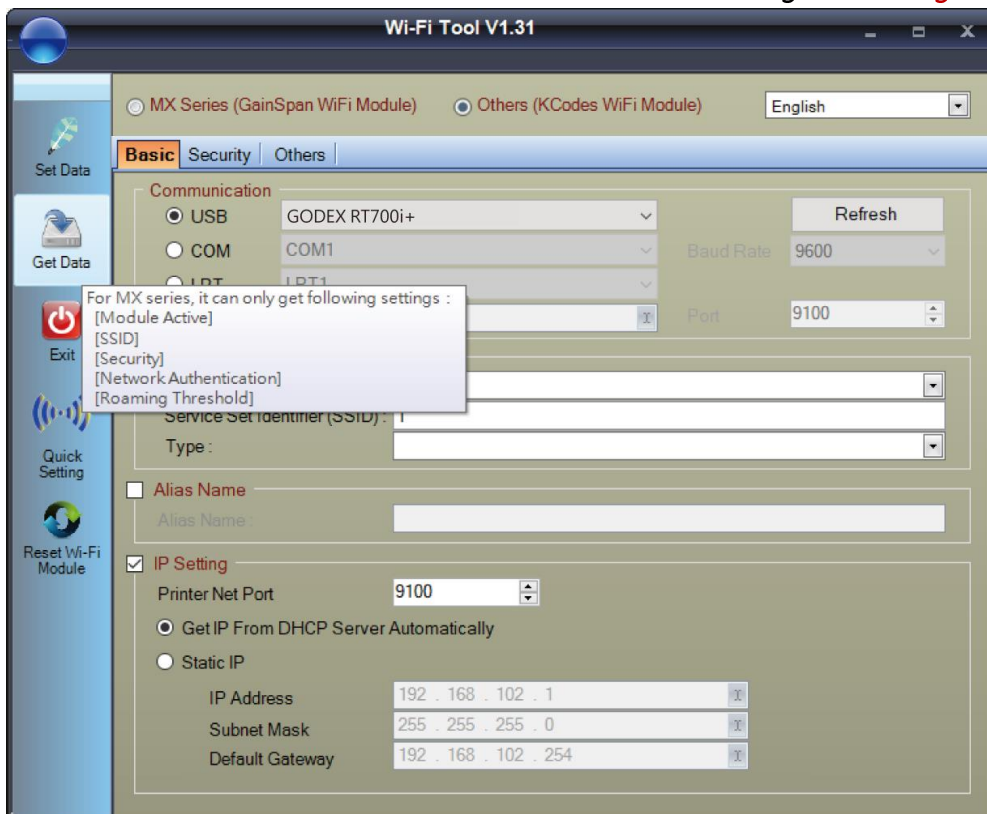 Wi-Fi Tool V1.31
MX Series (GainSpan WiFi Module) Others (KCodes WiFi Module) English
Set Data
Basic Security Others
Communication
USB GODEX RT700i+ Refresh
Get Data
COM COM1 Baud Rate 9600
LPT LPT1
For MX series, it can only get following settings :
[Module Active]
[SSID]
[Security]
[Network Authentication]
[Roaming Threshold]
Port 9100
Exit
Service Set Identifier (SSID) :
Type :
Quick
Setting
Alias Name
Alias Name :
Reset Wi-Fi
Module
IP Setting
Printer Net Port 9100
Get IP From DHCP Server Automatically
Static IP
IP Address 192 . 168 . 102 . 1
Subnet Mask 255 . 255 . 255 . 0
Default Gateway 192 . 168 . 102 . 254